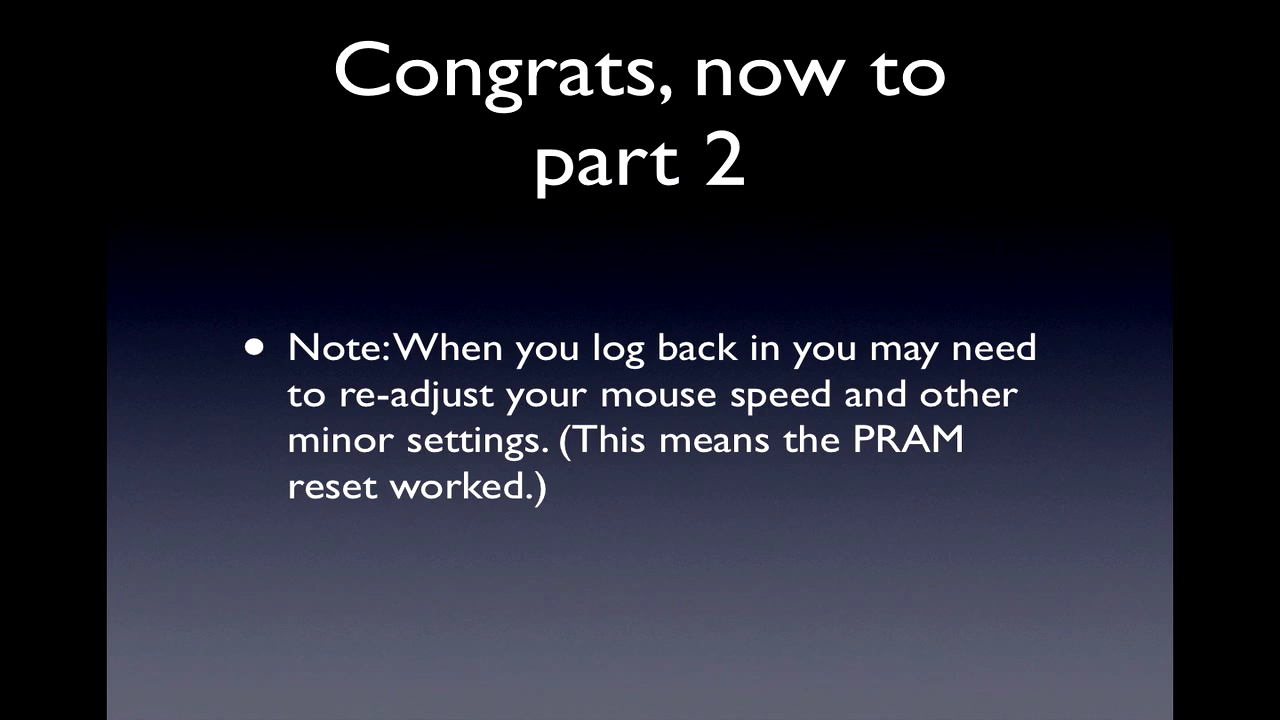 Congrats, now to
part 2
• Note: When you log back in you may need
to re-adjust your mouse speed and other
minor settings. (This means the PRAM
reset worked.)